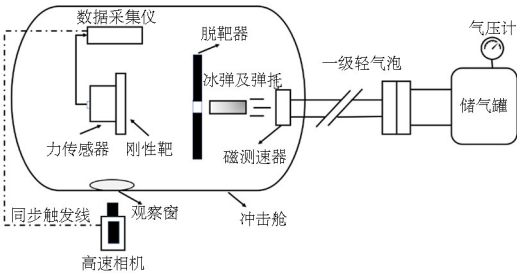 数据采集仪
脱靶器
气压计
冰弹及弹托
一级轻气泡
储气罐
力传感器
刚性靶
磁测速器
同步触发线
观察窗
冲击舱
高速相机